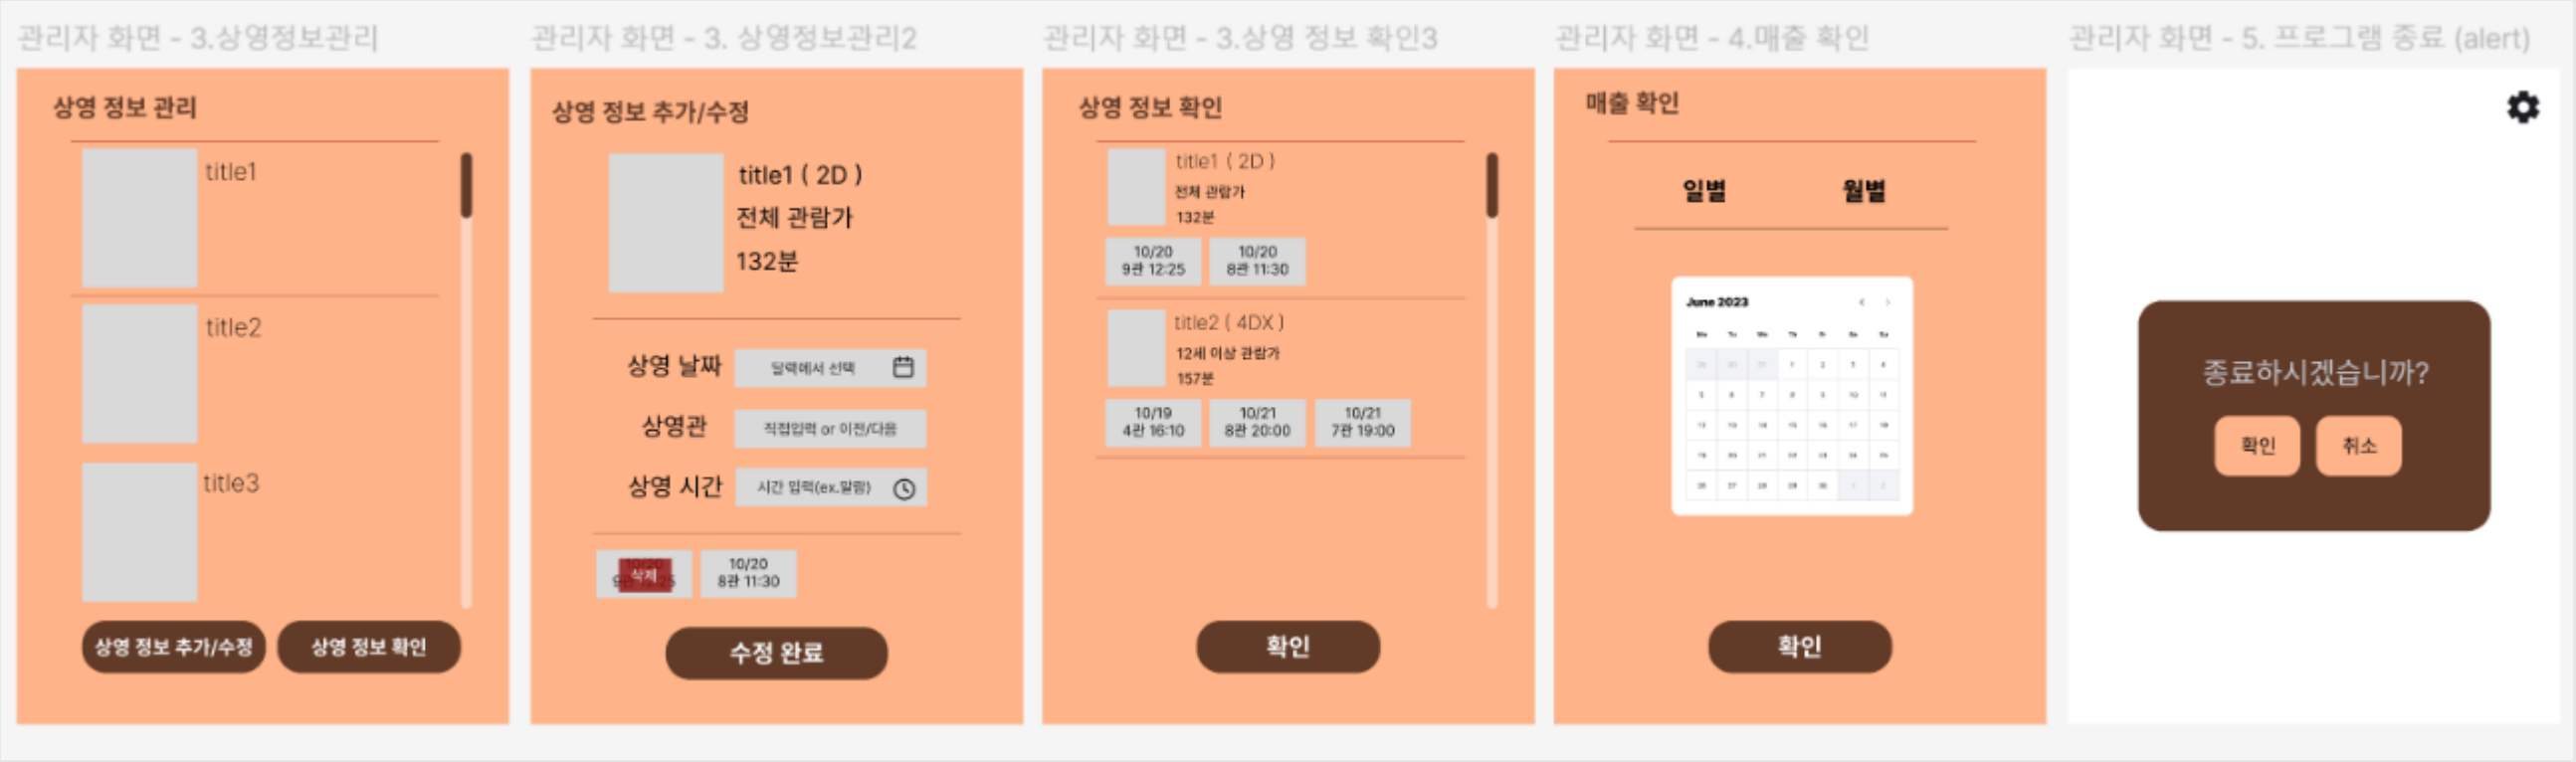 관리자 화면 - 3.상영정보관리
상영 정보 관리
title1
title2
title3
상영 정보 추가/수정
상영 정보 확인
관리자 화면 - 3. 상영정보관리2
상영 정보 추가/수정
title1 ( 2D )
전체 관람가
132분
상영 날짜
달력에서 선택
상영관
직접입력 or 이전/다음
상영 시간
시간 입력(ex.알람)
삭제
10/20
8관 11:30
수정 완료
관리자 화면 - 3.상영 정보 확인3
상영 정보 확인
title1 ( 2D )
전체 관람가
132분
10/20
9관 12:25
10/20
8관 11:30
title2 ( 4DX )
12세 이상 관람가
157분
10/19
4관 16:10
10/21
8관 20:00
10/21
7관 19:00
확인
관리자 화면 - 4.매출 확인
매출 확인
일별
월별
June 2023
확인
관리자 화면 - 5. 프로그램 종료 (alert)
종료하시겠습니까?
확인
취소